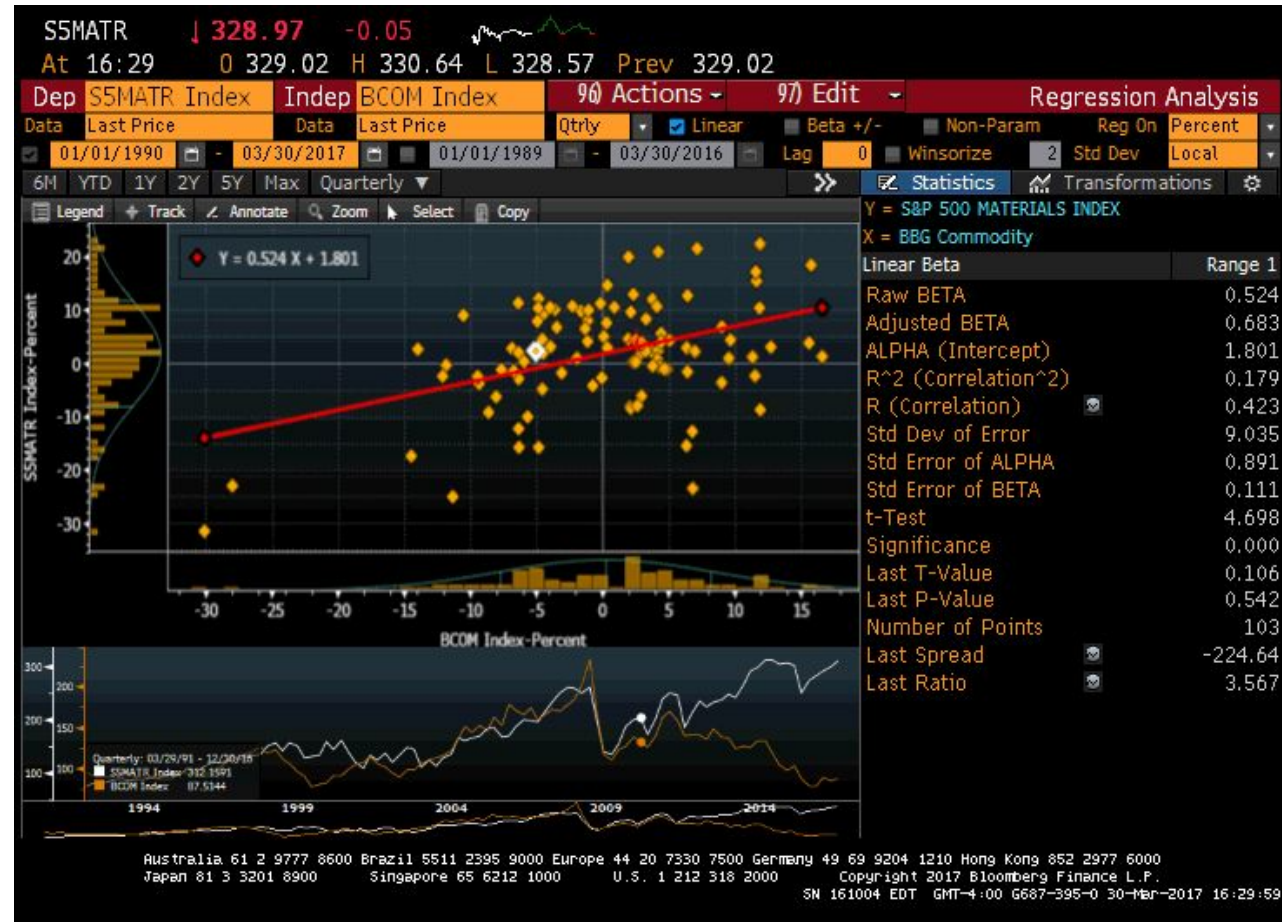 S5MATR ↓ 328.97 -0.05
At 16:29 O 329.02 H 330.64 L 328.57 Prev 329.02
Dep S5MATR Index Indep BCOM Index 96) Actions 97) Edit Regression Analysis
Data Last Price Data Last Price Qtrly Linear Beta +/- Non-Param Reg On Percent
01/01/1990 - 03/30/2017 01/01/1989 - 03/30/2016 Lag 0 Winsorize 2 Std Dev Local
6M YTD 1Y 2Y 5Y Max Quarterly ▼ >> Statistics Transformations
Legend Track Annotate Zoom Select Copy
Y = S&P 500 MATERIALS INDEX
X = BBG Commodity
Linear Beta Range 1
Raw BETA 0.524
Adjusted BETA 0.683
ALPHA (Intercept) 1.801
R^2 (Correlation^2) 0.179
R (Correlation) 0.423
Std Dev of Error 9.035
Std Error of ALPHA 0.891
Std Error of BETA 0.111
t-Test 4.698
Significance 0.000
Last T-Value 0.106
Last P-Value 0.542
Number of Points 103
Last Spread -224.64
Last Ratio 3.567
Y = 0.524 X + 1.801
S5MATR Index-Percent
20
10
0
-10
-20
-30
-30 -25 -20 -15 -10 -5 0 5 10 15
BCOM Index-Percent
300
200
100
200
150
100
Quarterly: 03/29/91 - 12/30/16
S5MATR Index 312.1591
BCOM Index 87.5144
1994 1999 2004 2009 2014
Australia 61 2 9777 8600 Brazil 5511 2395 9000 Europe 44 20 7330 7500 Germany 49 69 9204 1210 Hong Kong 852 2977 6000
Japan 81 3 3201 8900 Singapore 65 6212 1000 U.S. 1 212 318 2000 Copyright 2017 Bloomberg Finance L.P.
SN 161004 EDT GMT-4:00 G687-395-0 30-Mar-2017 16:29:59